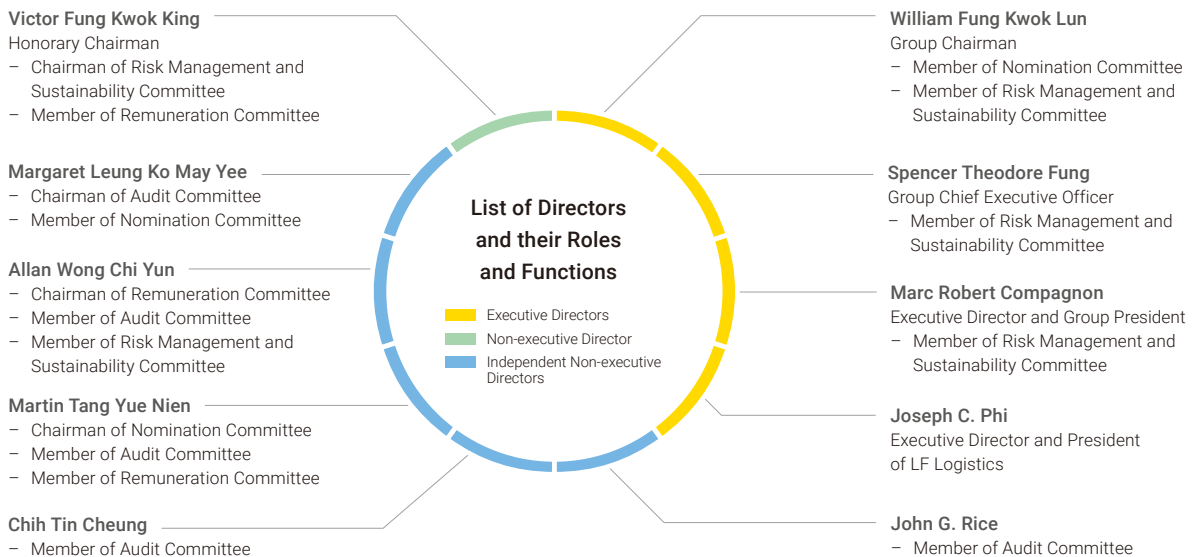 Victor Fung Kwok King
Honorary Chairman
– Chairman of Risk Management and
Sustainability Committee
– Member of Remuneration Committee
Margaret Leung Ko May Yee
– Chairman of Audit Committee
– Member of Nomination Committee
Allan Wong Chi Yun
– Chairman of Remuneration Committee
– Member of Audit Committee
– Member of Risk Management and
Sustainability Committee
Martin Tang Yue Nien
– Chairman of Nomination Committee
– Member of Audit Committee
– Member of Remuneration Committee
Chih Tin Cheung
– Member of Audit Committee
List of Directors
and their Roles
and Functions
Executive Directors
Non-executive Director
Independent Non-executive
Directors
William Fung Kwok Lun
Group Chairman
– Member of Nomination Committee
– Member of Risk Management and
Sustainability Committee
Spencer Theodore Fung
Group Chief Executive Officer
– Member of Risk Management and
Sustainability Committee
Marc Robert Compagnon
Executive Director and Group President
– Member of Risk Management and
Sustainability Committee
Joseph C. Phi
Executive Director and President
of LF Logistics
John G. Rice
– Member of Audit Committee